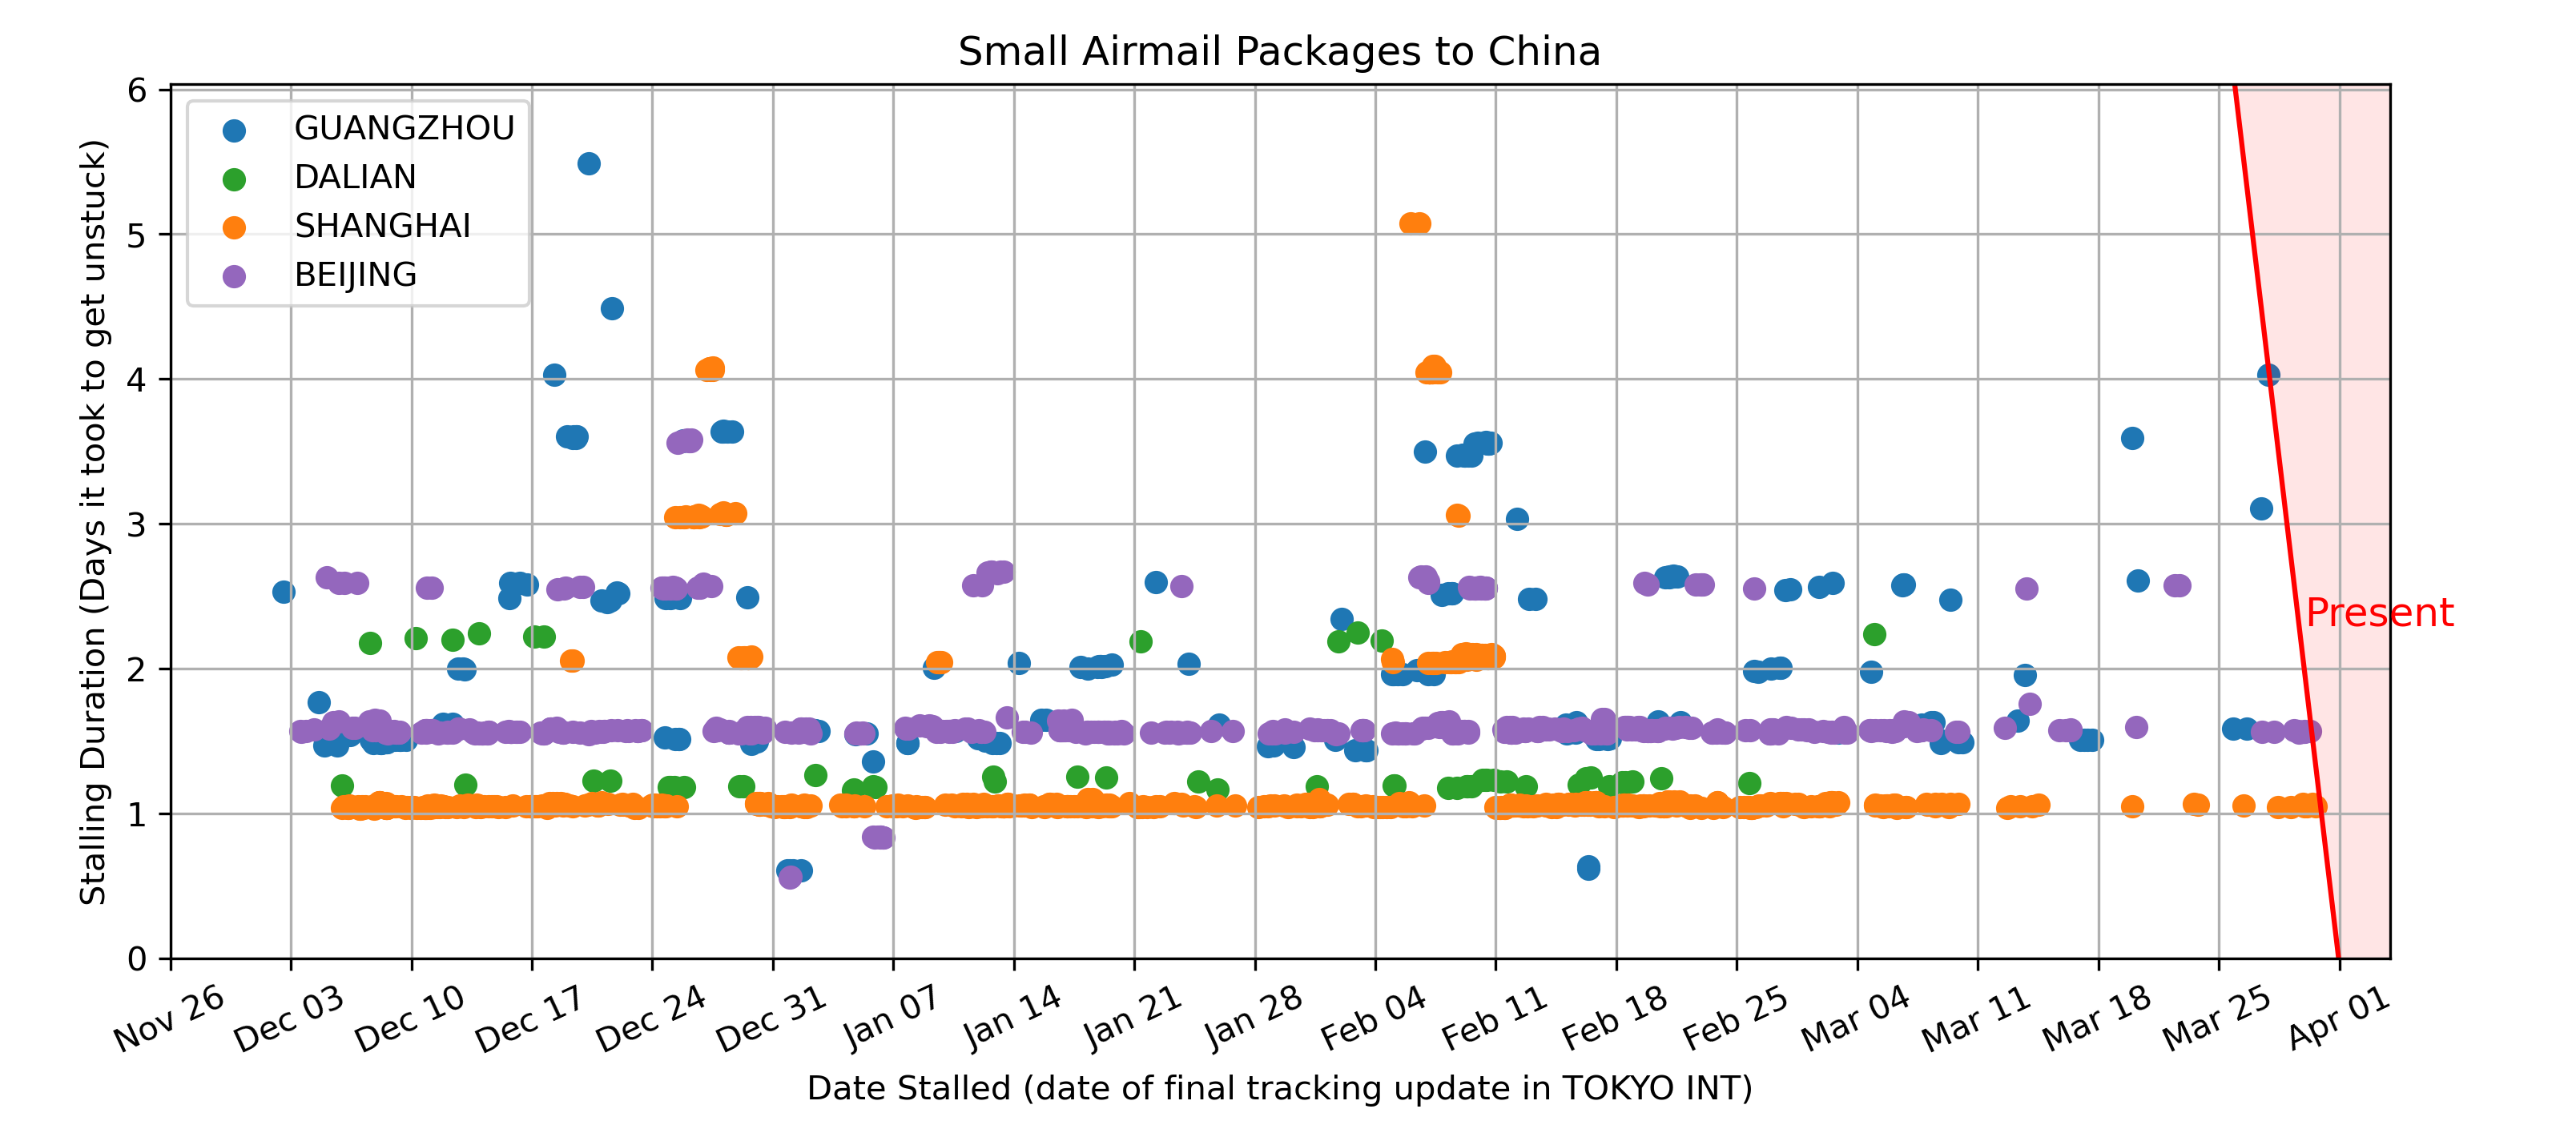 Small Airmail Packages to China
Stalling Duration (Days it took to get unstuck)
6
5
4
3
2
1
0
GUANGZHOU
DALIAN
SHANGHAI
BEIJING
Present
Nov 26
Dec 03
Dec 10
Dec 17
Dec 24
Dec 31
Jan 07
Jan 14
Jan 21
Jan 28
Feb 04
Feb 11
Feb 18
Feb 25
Mar 04
Mar 11
Mar 18
Mar 25
Apr 01
Date Stalled (date of final tracking update in TOKYO INT)